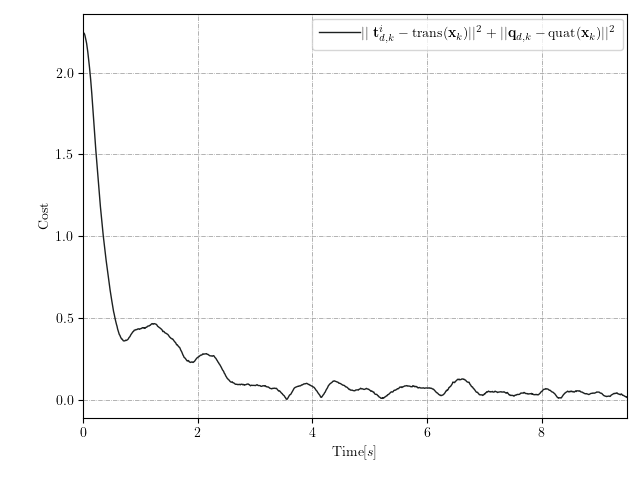 || t^i_{d,k} − trans(x_k)||² + ||q_{d,k} − quat(x_k)||²
2.0
1.5
1.0
0.5
0.0
Cost
0 2 4 6 8
Time[s]